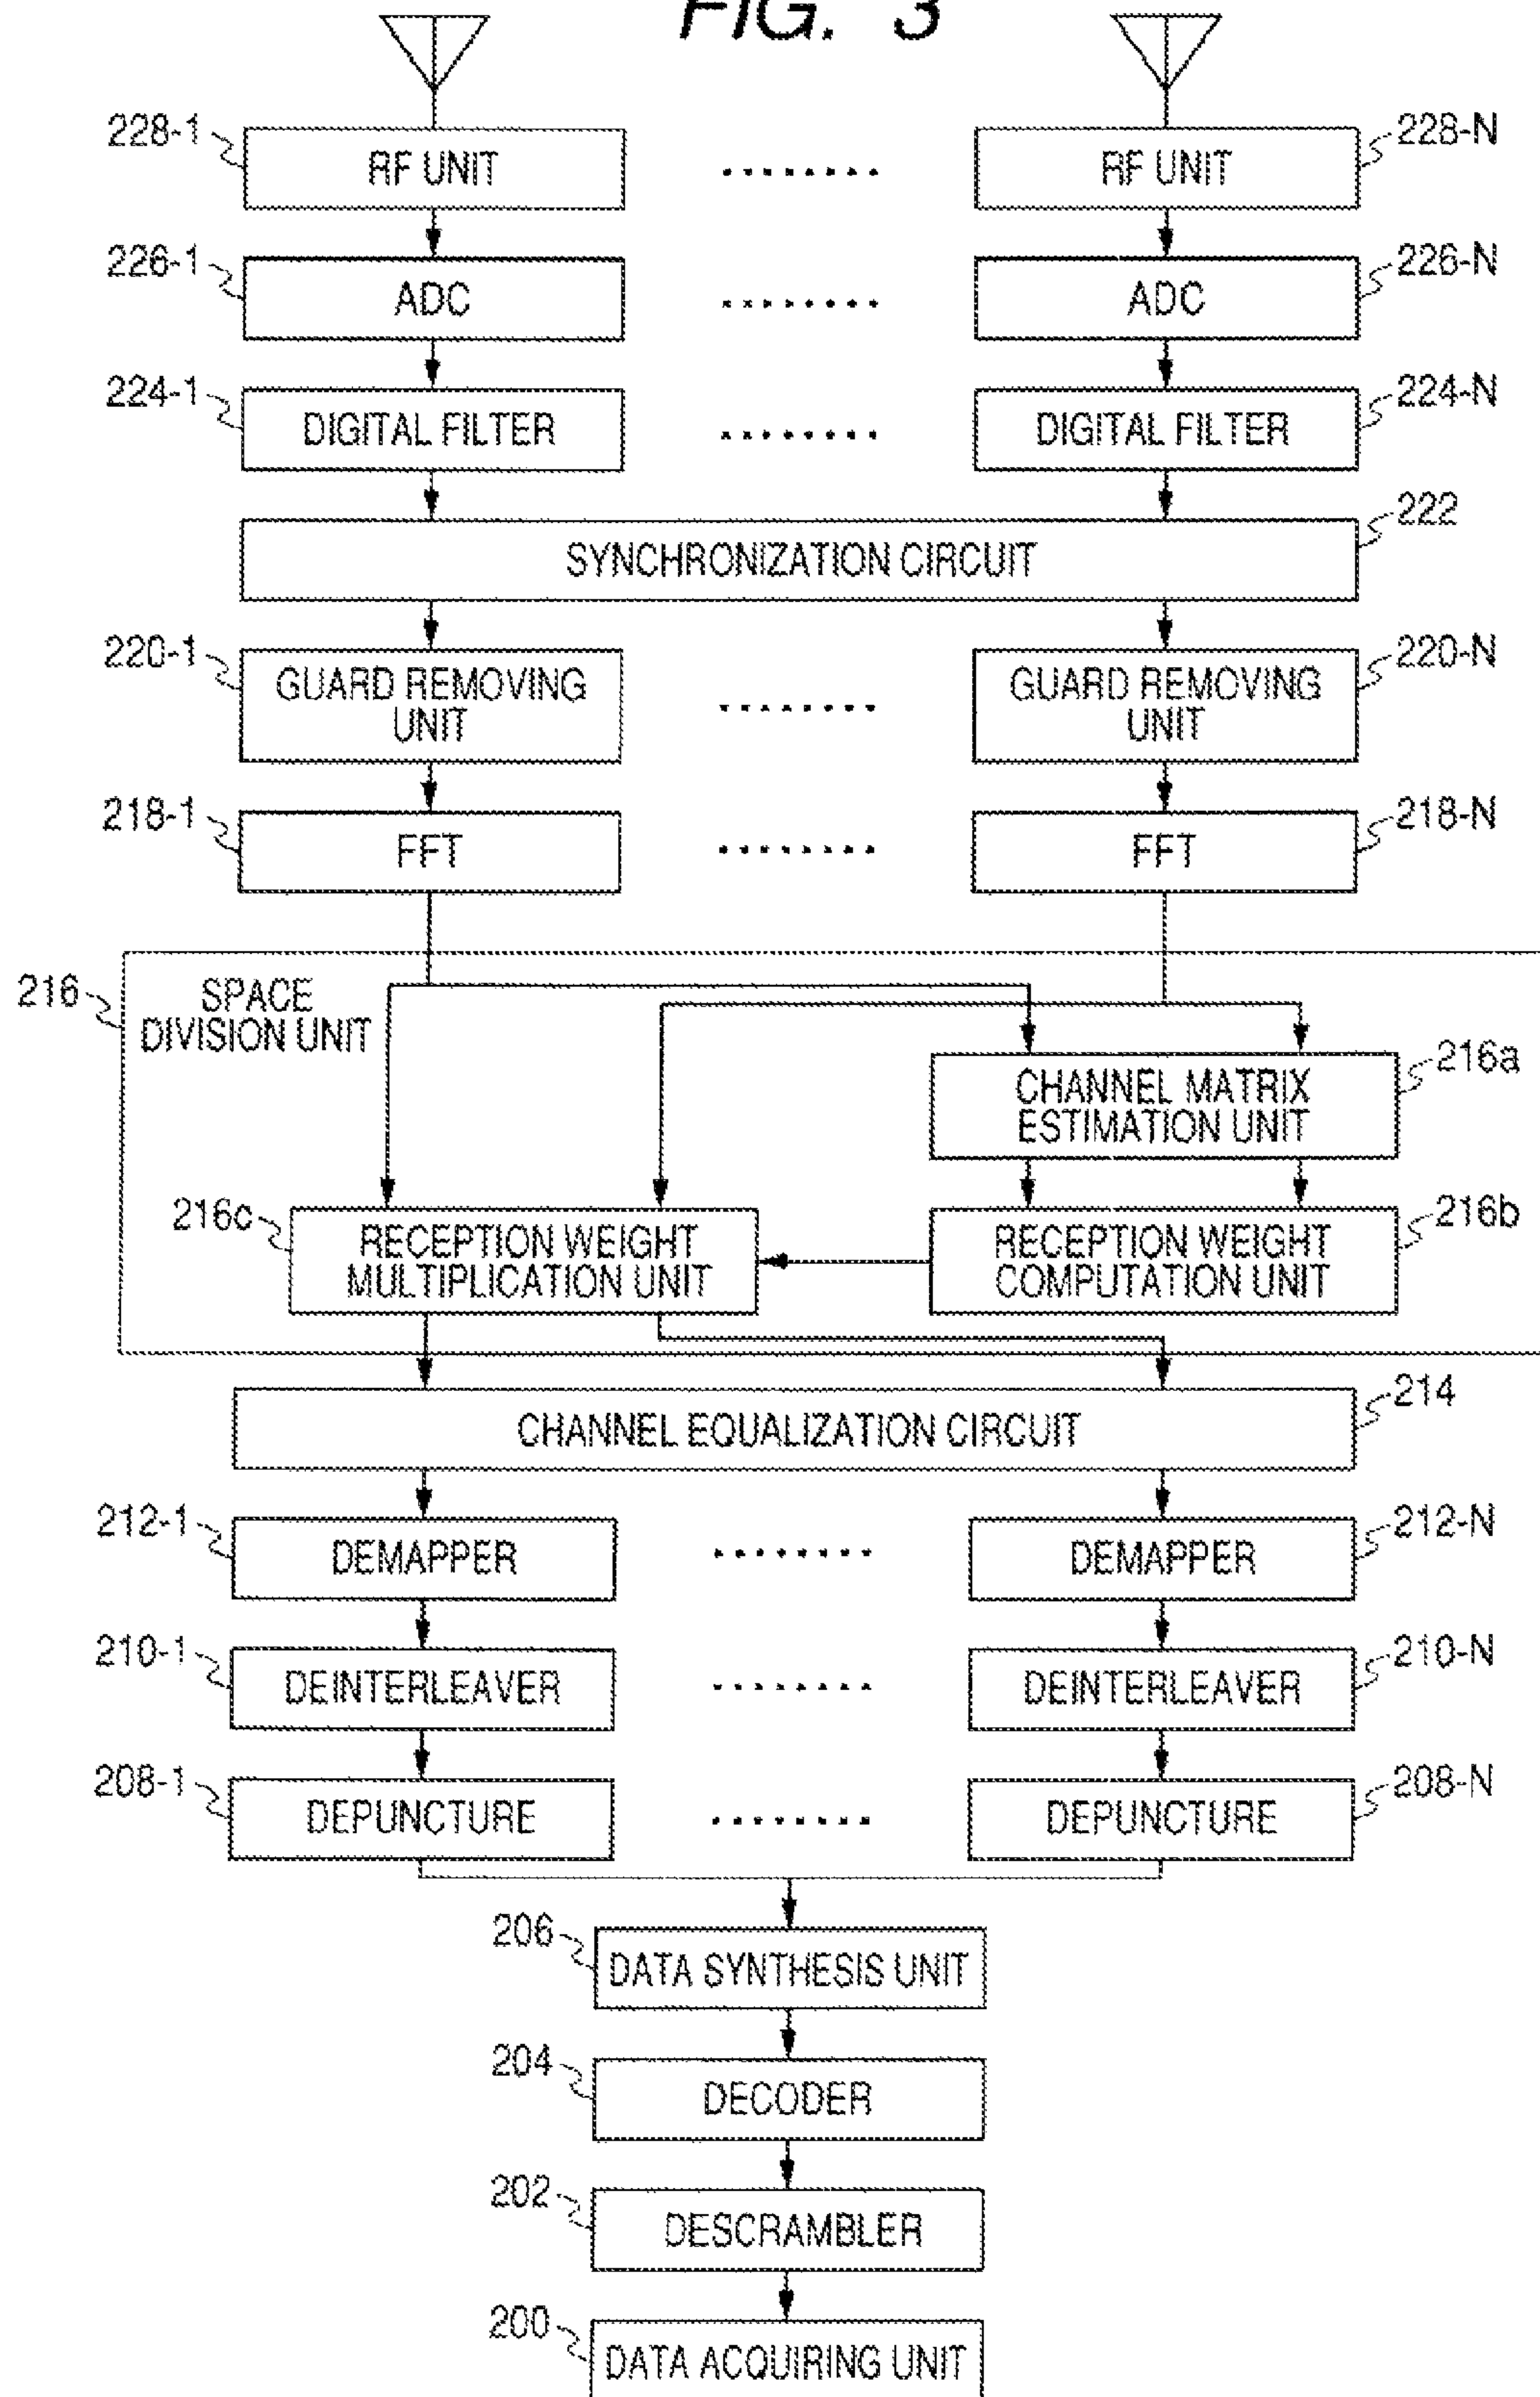 FIG. 3
228-1
RF UNIT
........
RF UNIT
228-N
226-1
ADC
........
ADC
226-N
224-1
DIGITAL FILTER
........
DIGITAL FILTER
224-N
SYNCHRONIZATION CIRCUIT
222
220-1
GUARD REMOVING
UNIT
........
GUARD REMOVING
UNIT
220-N
218-1
FFT
........
FFT
218-N
216
SPACE
DIVISION UNIT
CHANNEL MATRIX
ESTIMATION UNIT
216a
216c
RECEPTION WEIGHT
MULTIPLICATION UNIT
RECEPTION WEIGHT
COMPUTATION UNIT
216b
CHANNEL EQUALIZATION CIRCUIT
214
212-1
DEMAPPER
........
DEMAPPER
212-N
210-1
DEINTERLEAVER
........
DEINTERLEAVER
210-N
208-1
DEPUNCTURE
........
DEPUNCTURE
208-N
206
DATA SYNTHESIS UNIT
204
DECODER
202
DESCRAMBLER
200
DATA ACQUIRING UNIT